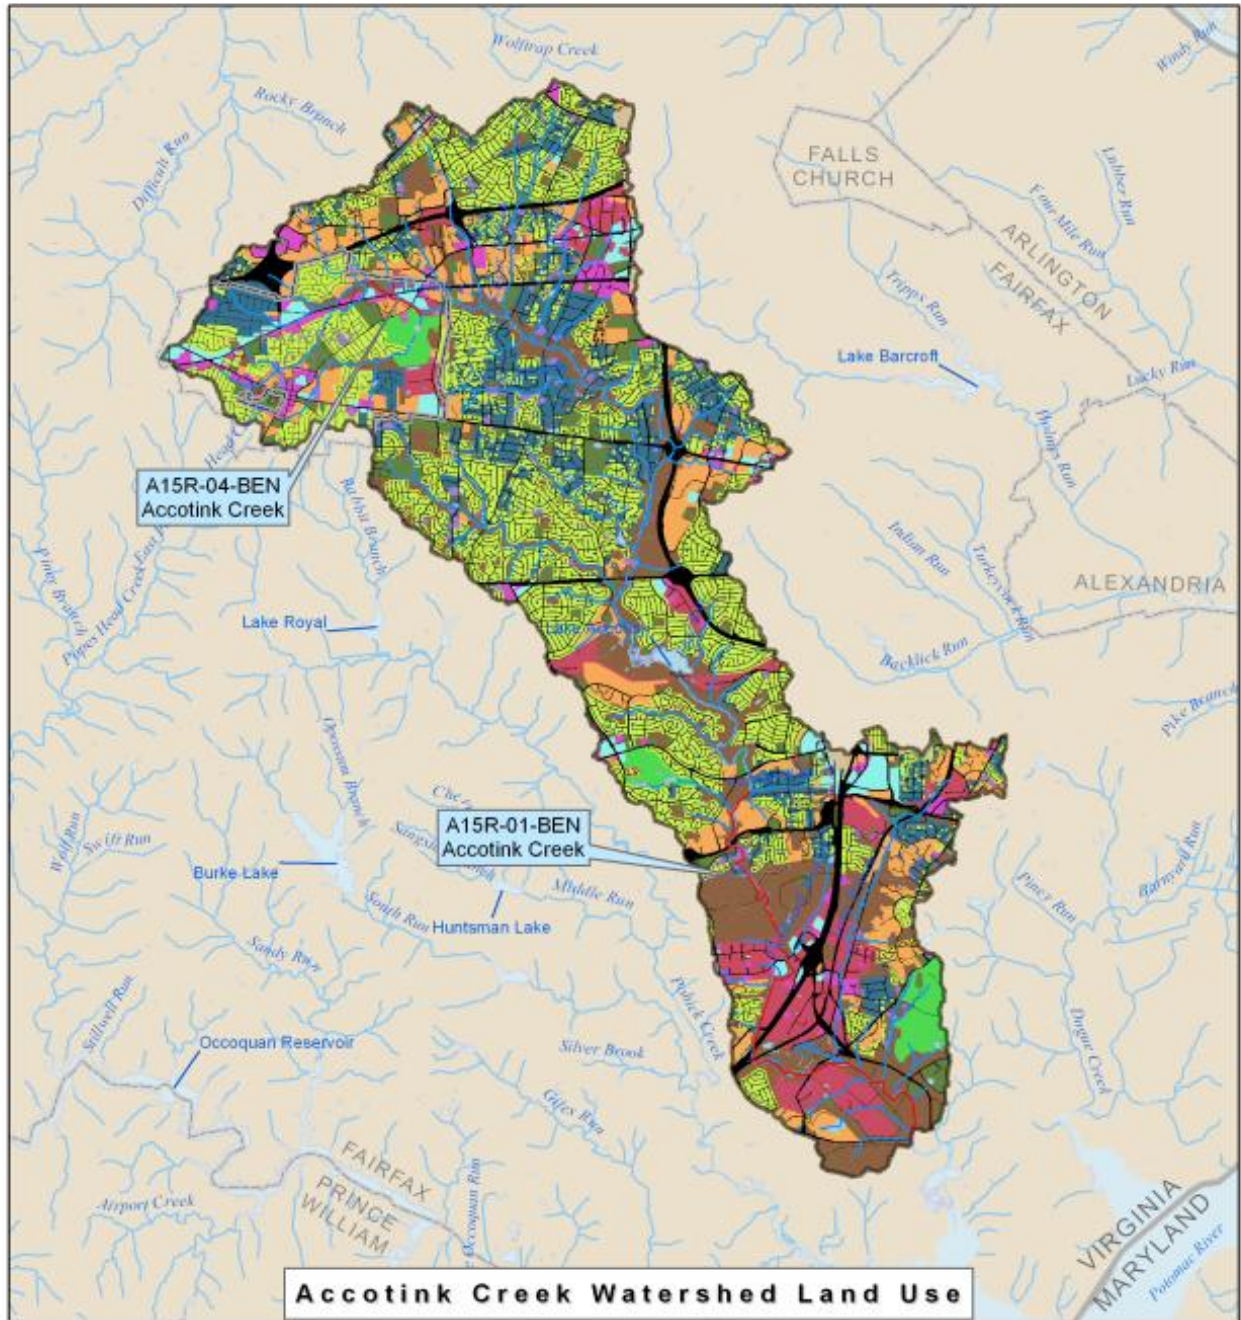 Wolftrap Creek
Windy Run
Rocky Branch
Difficult Run
FALLS
CHURCH
Lubber Run
Four Mile Run
ARLINGTON
FAIRFAX
Tripps Run
Lake Barcroft
Lucky Run
Holmes Run
A15R-04-BEN
Accotink Creek
Rabbit Branch
Piney Branch
Popes Head Creek
East
Head
Indian Run
Turkeycock Run
ALEXANDRIA
Lake Royal
Backlick Run
Pike Branch
Opossum Branch
A15R-01-BEN
Accotink Creek
Wolf Run
Swift Run
Burke Lake
Middle Run
South Run
Huntsman Lake
Sandy Run
Piney Run
Barnyard Run
Stillwell Run
Occoquan Reservoir
Pohick Creek
Silver Brook
Giles Run
Dogue Creek
FAIRFAX
PRINCE
WILLIAM
Airport Creek
Occoquan Run
VIRGINIA
MARYLAND
Potomac River
Accotink Creek Watershed Land Use